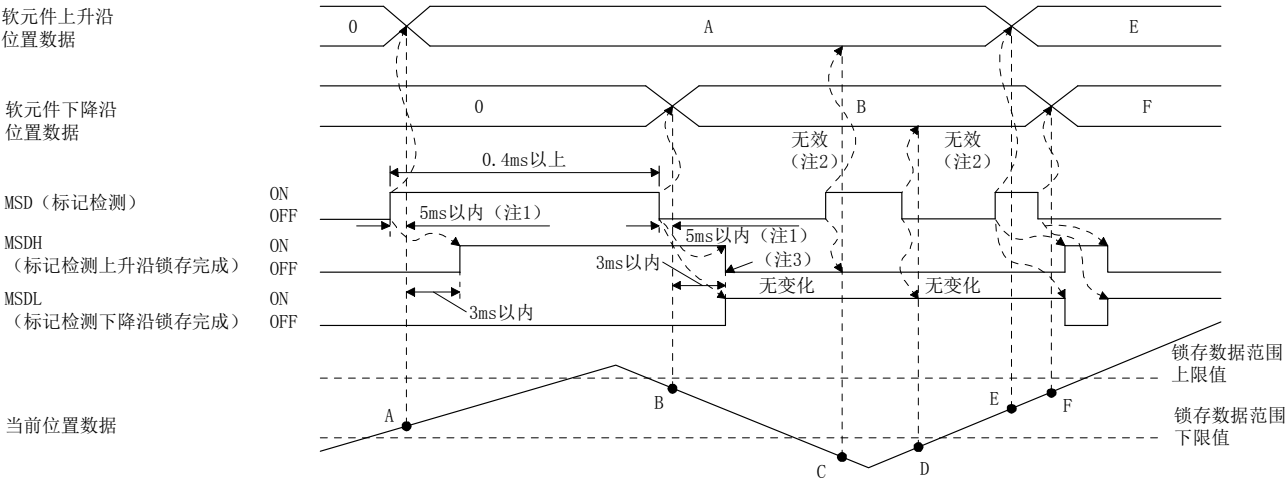 软元件上升沿
位置数据
0
A
E
软元件下降沿
位置数据
0
B
F
无效
（注2）
无效
（注2）
0.4ms以上
MSD（标记检测）
ON
OFF
5ms以内（注1）
MSDH
（标记检测上升沿锁存完成）
ON
OFF
5ms以内（注1）
3ms以内
（注3）
无变化
无变化
MSDL
（标记检测下降沿锁存完成）
ON
OFF
3ms以内
锁存数据范围
上限值
当前位置数据
A
B
C
D
E
F
锁存数据范围
下限值